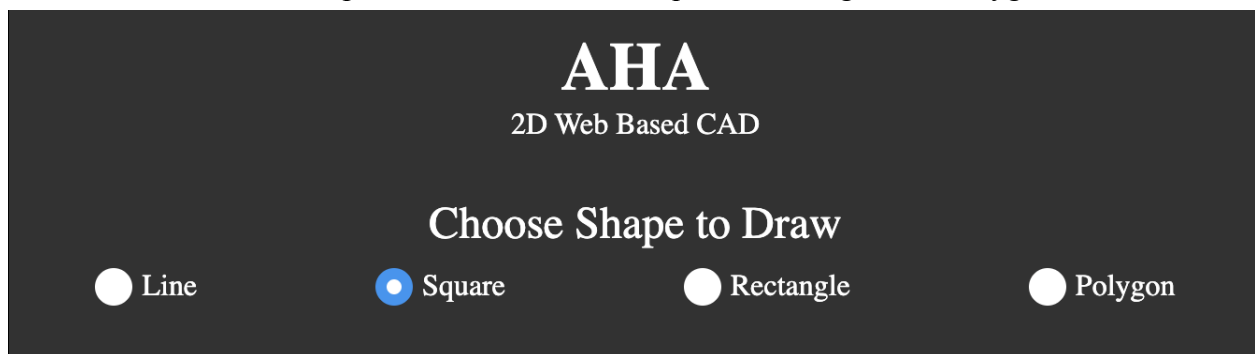 AHA
2D Web Based CAD
Choose Shape to Draw
Line Square Rectangle Polygon